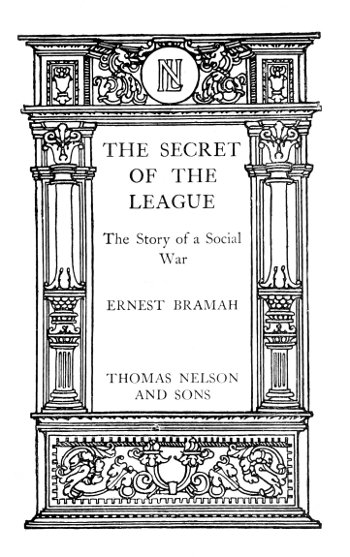 NL
THE SECRET
OF THE
LEAGUE
The Story of a Social
War
ERNEST BRAMAH
THOMAS NELSON
AND SONS